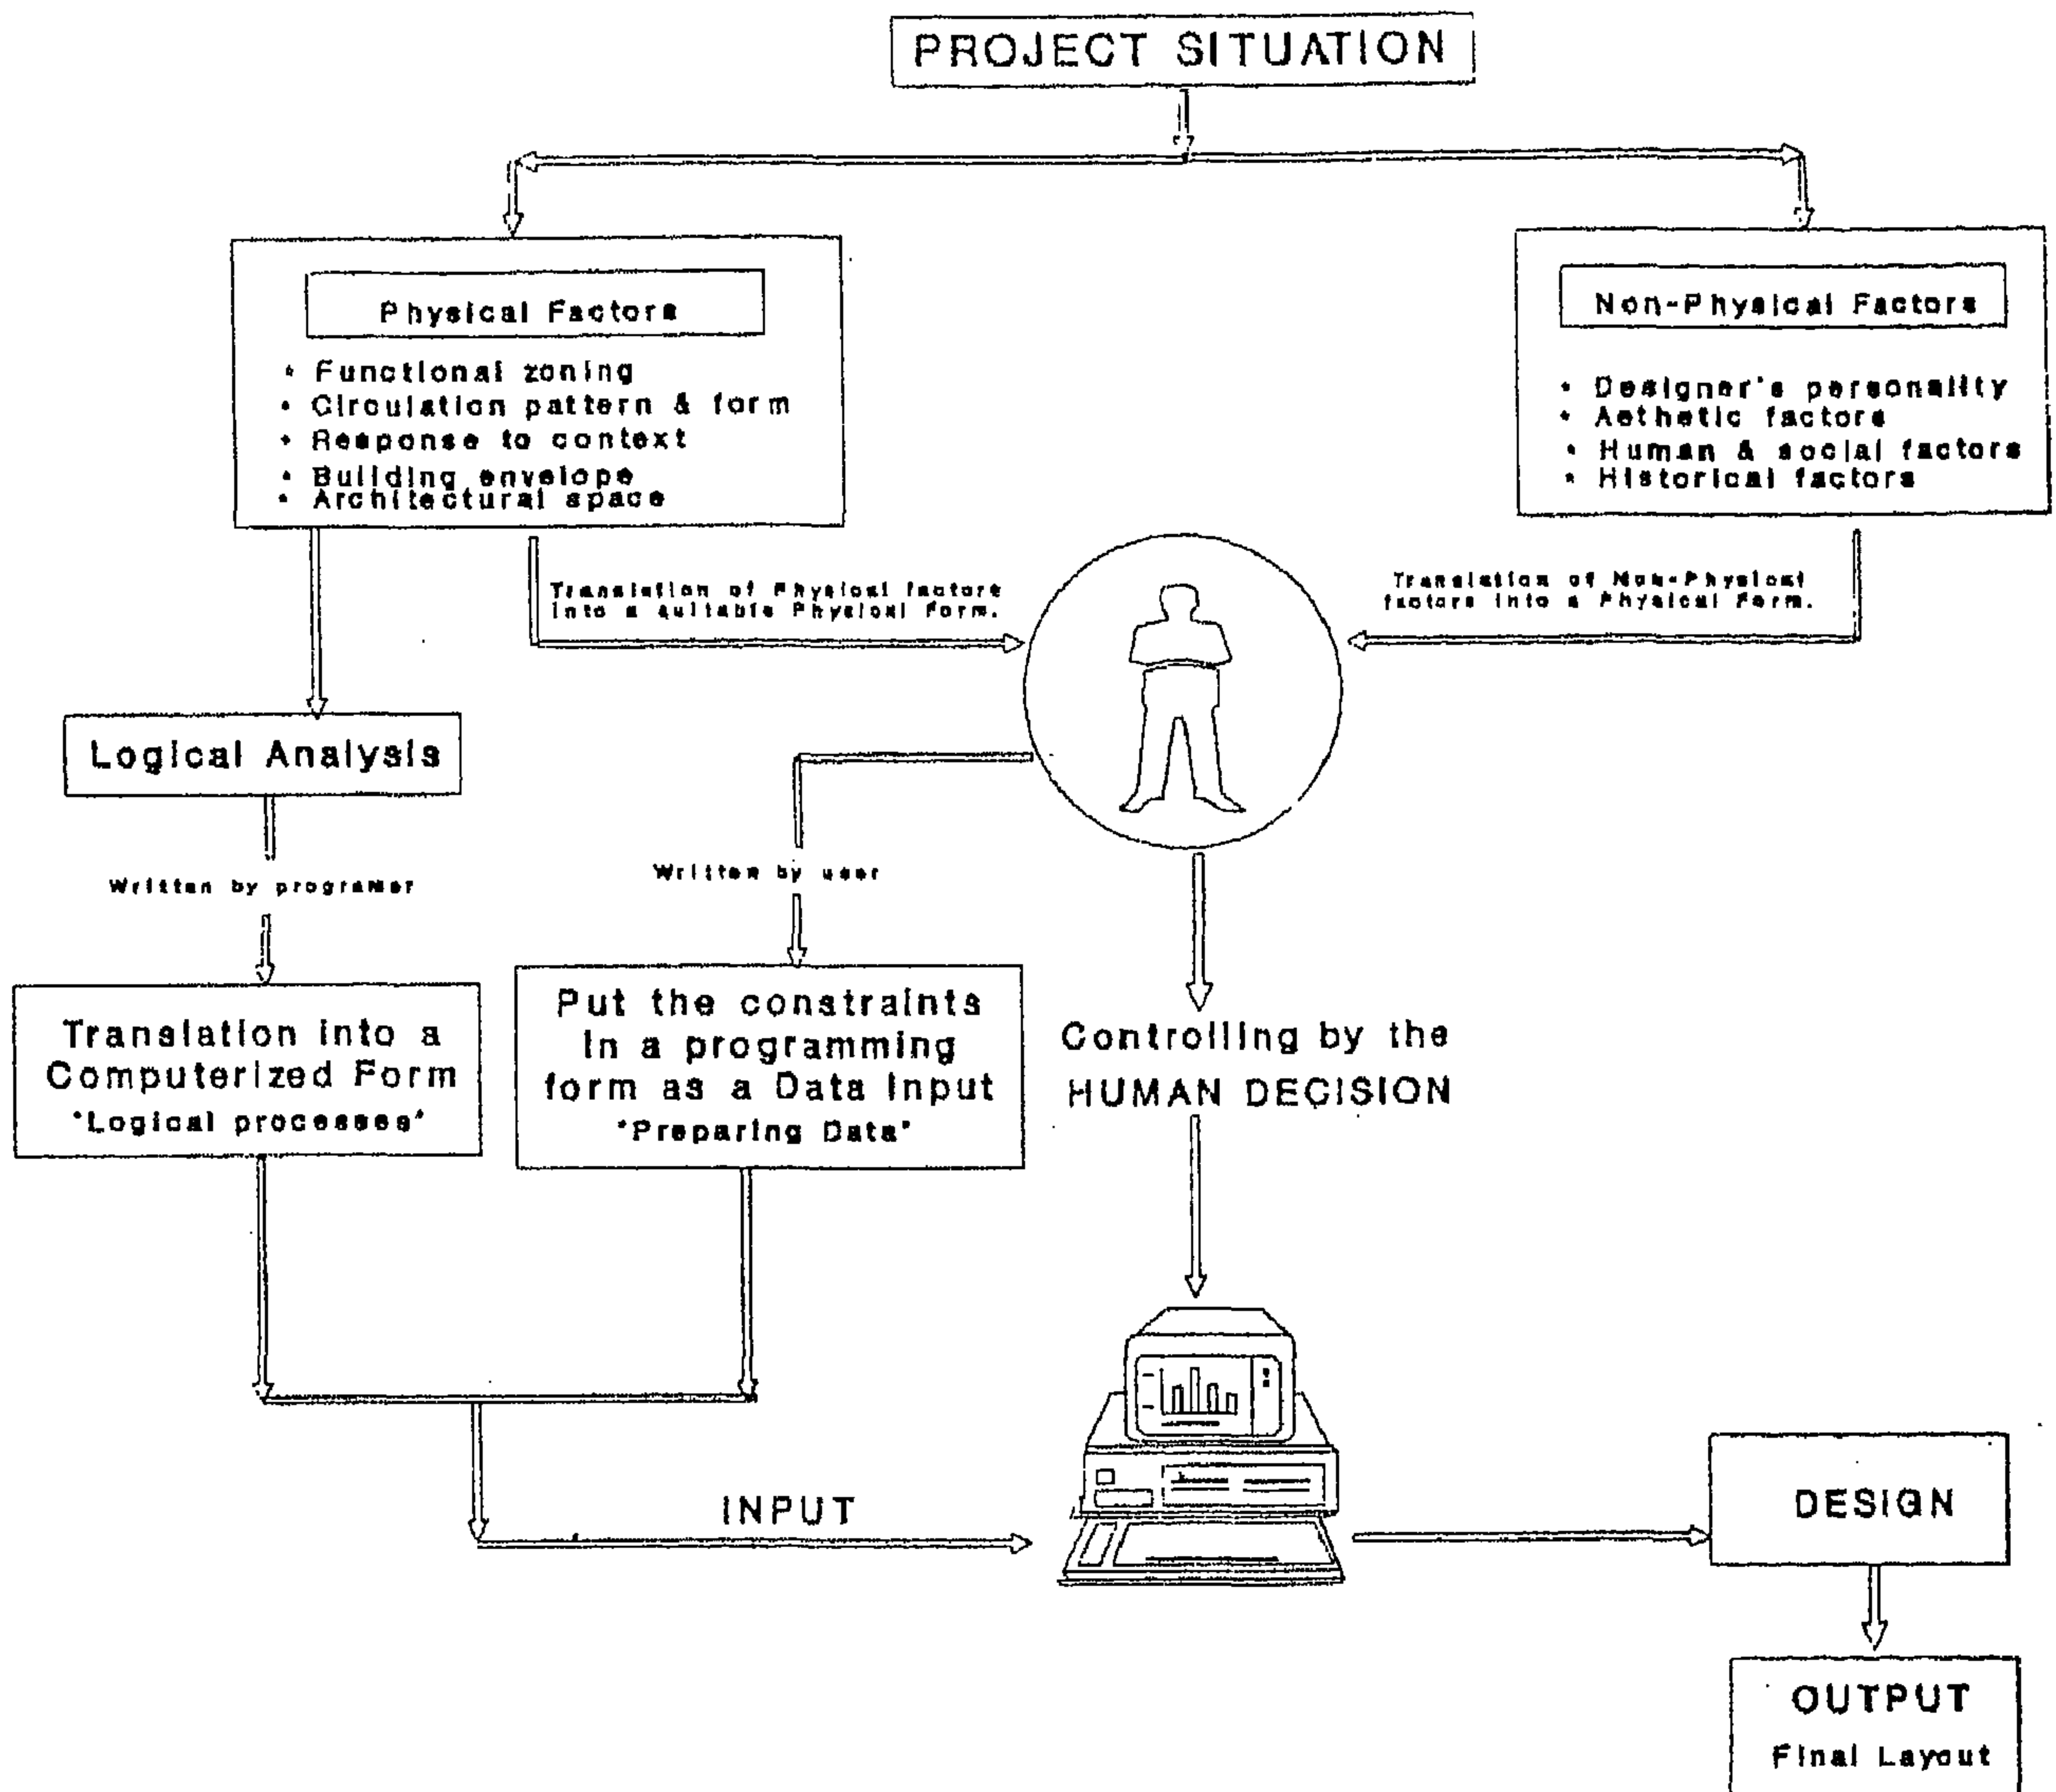 PROJECT SITUATION
Physical Factors
* Functional zoning
* Circulation pattern & form
* Response to context
* Building envelope
* Architectural space
Non-Physical Factors
* Designer's personality
* Aethetic factors
* Human & social factors
* Historical factors
Translation of Physical factors
into a suitable Physical Form.
Translation of Non-Physical
factors into a Physical Form.
Logical Analysis
Written by programer
Written by user
Translation into a
Computerized Form
"Logical processes"
Put the constraints
in a programming
form as a Data Input
"Preparing Data"
Controlling by the
HUMAN DECISION
INPUT
DESIGN
OUTPUT
Final Layout